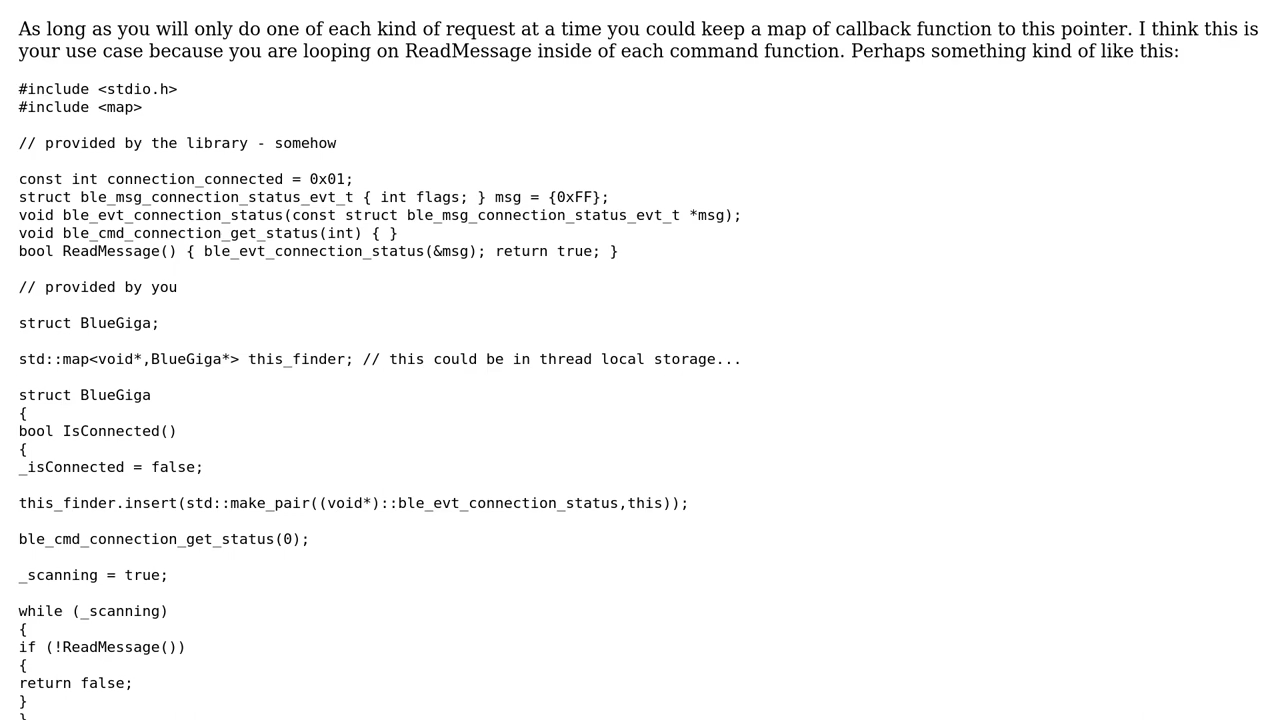 As long as you will only do one of each kind of request at a time you could keep a map of callback function to this pointer. I think this is
your use case because you are looping on ReadMessage inside of each command function. Perhaps something kind of like this:
#include <stdio.h>
#include <map>
// provided by the library - somehow
const int connection_connected = 0x01;
struct ble_msg_connection_status_evt_t { int flags; } msg = {0xFF};
void ble_evt_connection_status(const struct ble_msg_connection_status_evt_t *msg);
void ble_cmd_connection_get_status(int) { }
bool ReadMessage() { ble_evt_connection_status(&msg); return true; }
// provided by you
struct BlueGiga;
std::map<void*,BlueGiga*> this_finder; // this could be in thread local storage...
struct BlueGiga
{
bool IsConnected()
{
_isConnected = false;
this_finder.insert(std::make_pair((void*)::ble_evt_connection_status,this));
ble_cmd_connection_get_status(0);
_scanning = true;
while (_scanning)
{
if (!ReadMessage())
{
return false;
}
}